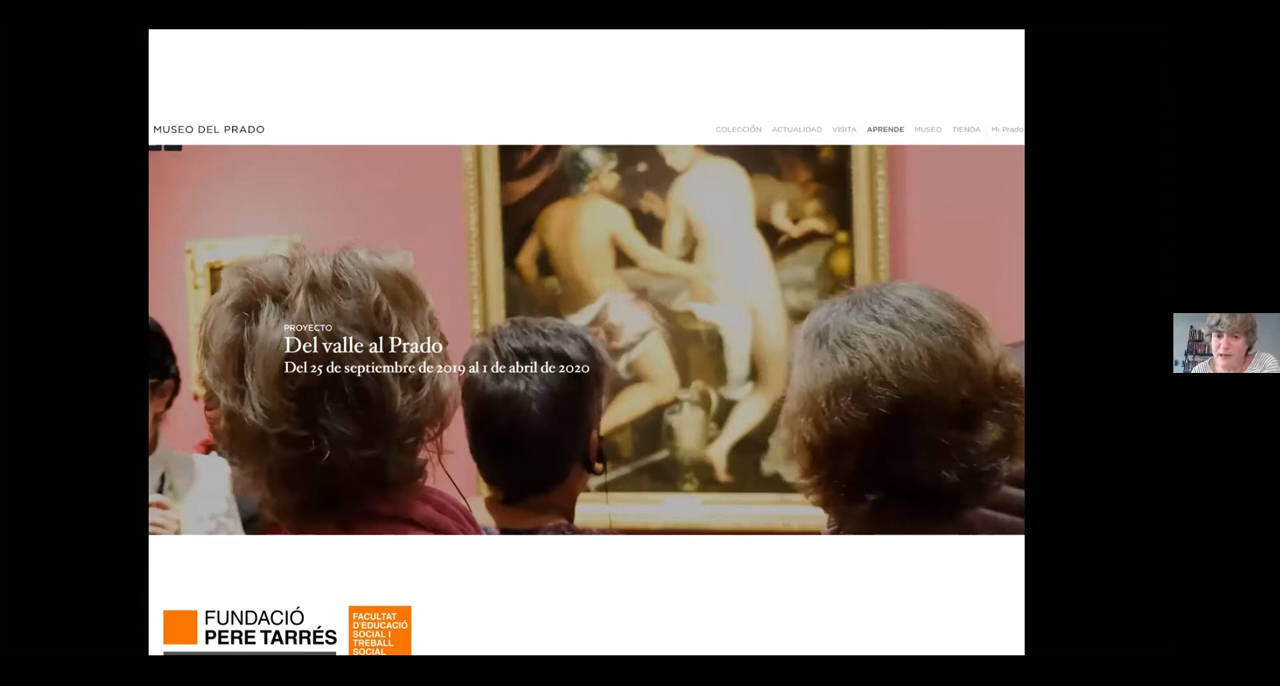 MUSEO DEL PRADO
COLECCIÓN ACTUALIDAD VISITA APRENDE MUSEO TIENDA Mi Prado
PROYECTO
Del valle al Prado
Del 25 de septiembre de 2019 al 1 de abril de 2020
FUNDACIÓ
PERE TARRÉS
FACULTAT
D'EDUCACIÓ
SOCIAL I
TREBALL
SOCIAL